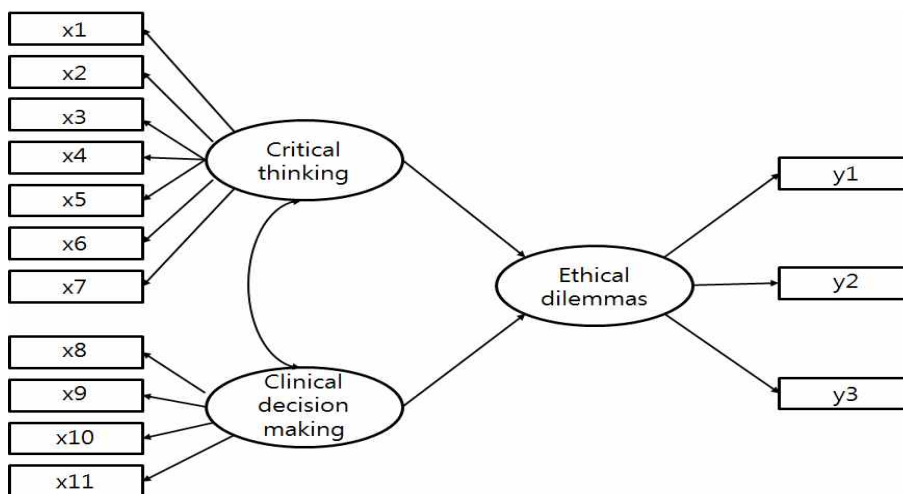 x1
x2
x3
x4
x5
x6
x7
x8
x9
x10
x11
Critical
thinking
Clinical
decision
making
Ethical
dilemmas
y1
y2
y3